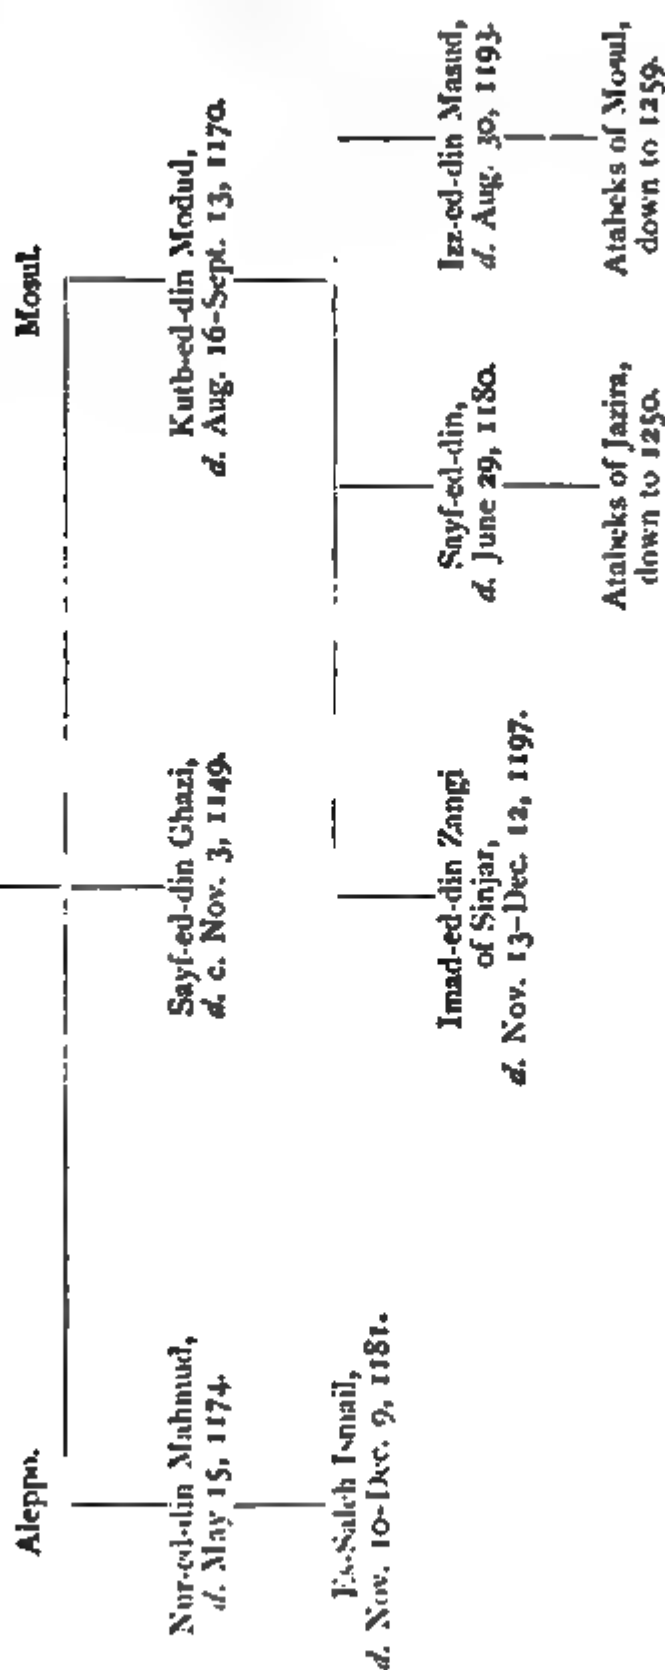 Aleppo.
Mosul.
Nur-ed-din Mahmud,
d. May 15, 1174.
Sayf-ed-din Ghazi,
d. c. Nov. 3, 1149.
Kutb-ed-din Modud,
d. Aug. 16-Sept. 13, 1170.
Es-Saleh Ismail,
d. Nov. 10-Dec. 9, 1181.
Imad-ed-din Zangi
of Sinjar,
d. Nov. 13-Dec. 12, 1197.
Sayf-ed-din,
d. June 29, 1180.
Izz-ed-din Masud,
d. Aug. 30, 1193.
Atabeks of Jazira,
down to 1250.
Atabeks of Mosul,
down to 1259.